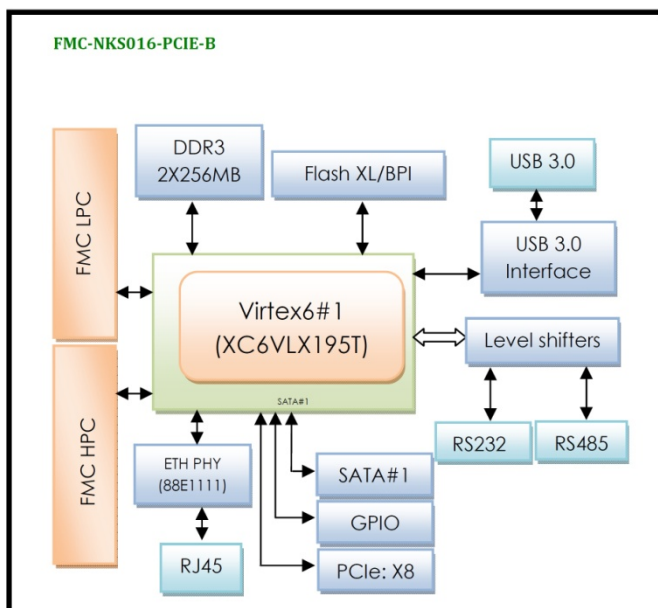 FMC-NKS016-PCIE-B
FMC LPC
DDR3
2X256MB
Flash XL/BPI
USB 3.0
USB 3.0
Interface
Virtex6#1
(XC6VLX195T)
SATA#1
Level shifters
FMC HPC
RS232
RS485
ETH PHY
(88E1111)
SATA#1
GPIO
RJ45
PCIe: X8